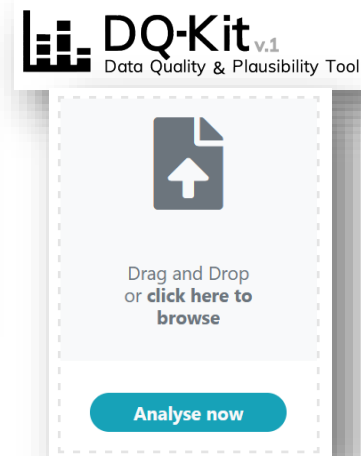 DQ-Kit v.1
Data Quality & Plausibility Tool
Drag and Drop
or click here to
browse
Analyse now